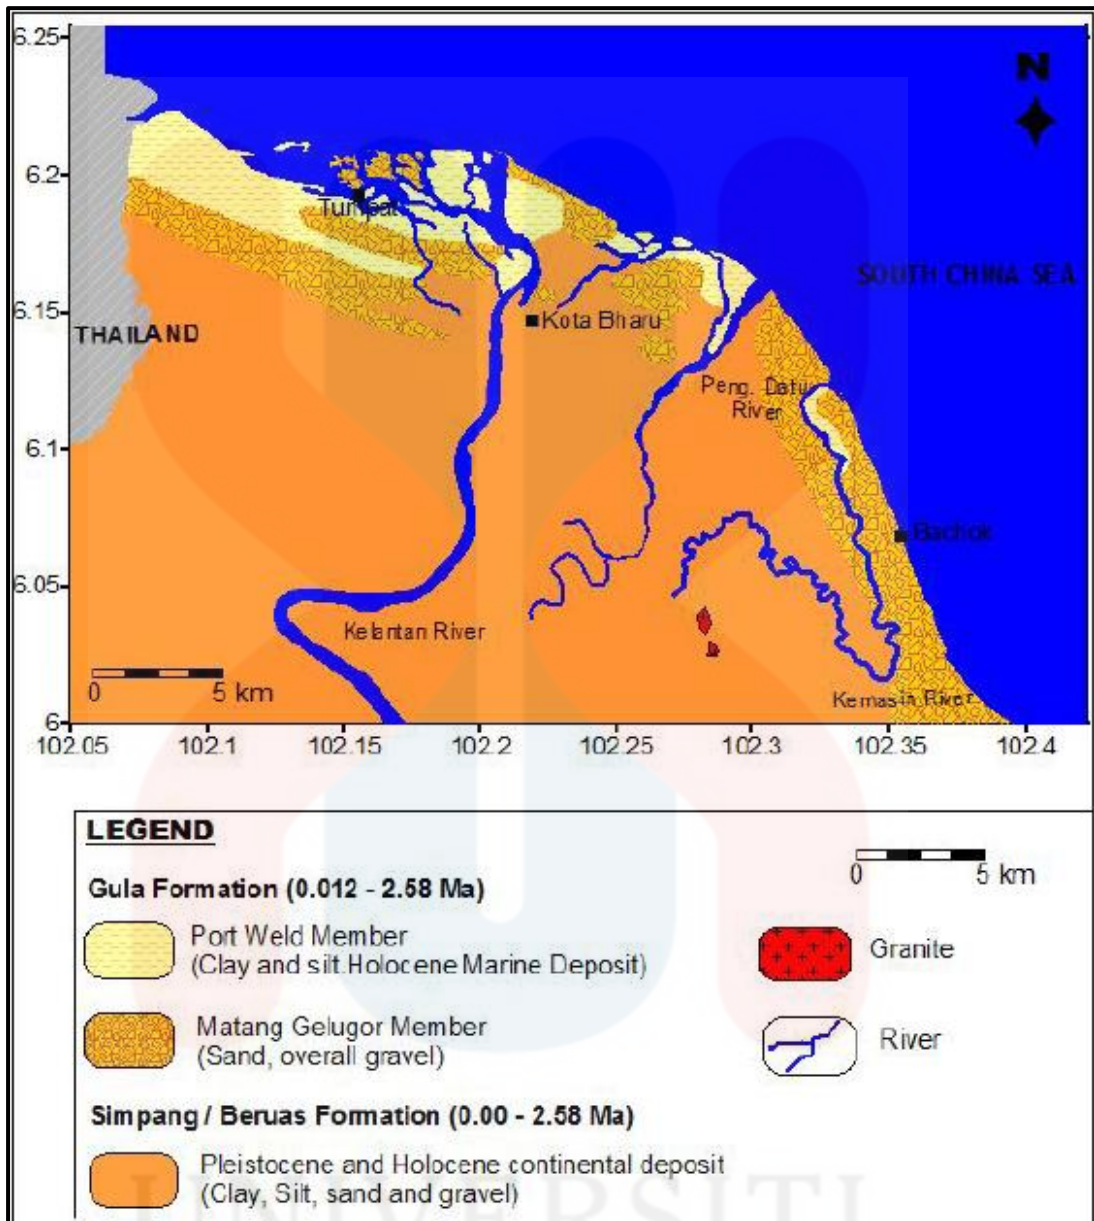 6.25
N
6.2
Tumpat
SOUTH CHINA SEA
6.15
Kota Bharu
THAILAND
Peng. Datu
River
6.1
Bachok
6.05
Kelantan River
0 5 km
Kemasin River
6
102.05 102.1 102.15 102.2 102.25 102.3 102.35 102.4
LEGEND
0 5 km
Gula Formation (0.012 - 2.58 Ma)
Port Weld Member
(Clay and silt.Holocene Marine Deposit)
Granite
Matang Gelugor Member
(Sand, overall gravel)
River
Simpang / Beruas Formation (0.00 - 2.58 Ma)
Pleistocene and Holocene continental deposit
(Clay, Silt, sand and gravel)
UNIVERSITI